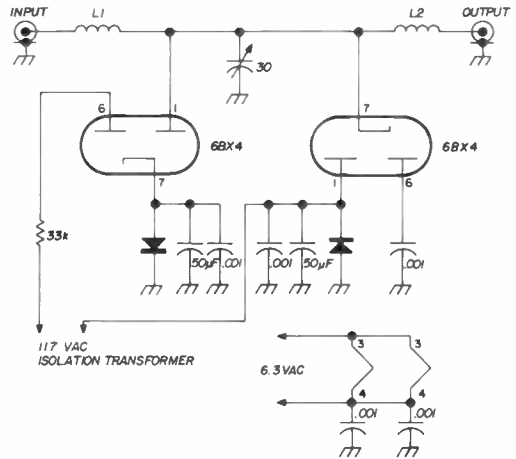 INPUT
L1
L2
OUTPUT
30
6
1
7
6BX4
6BX4
7
1
6
33k
50µF
.001
.001
50µF
.001
117 VAC
ISOLATION TRANSFORMER
6.3VAC
3
3
4
4
.001
.001